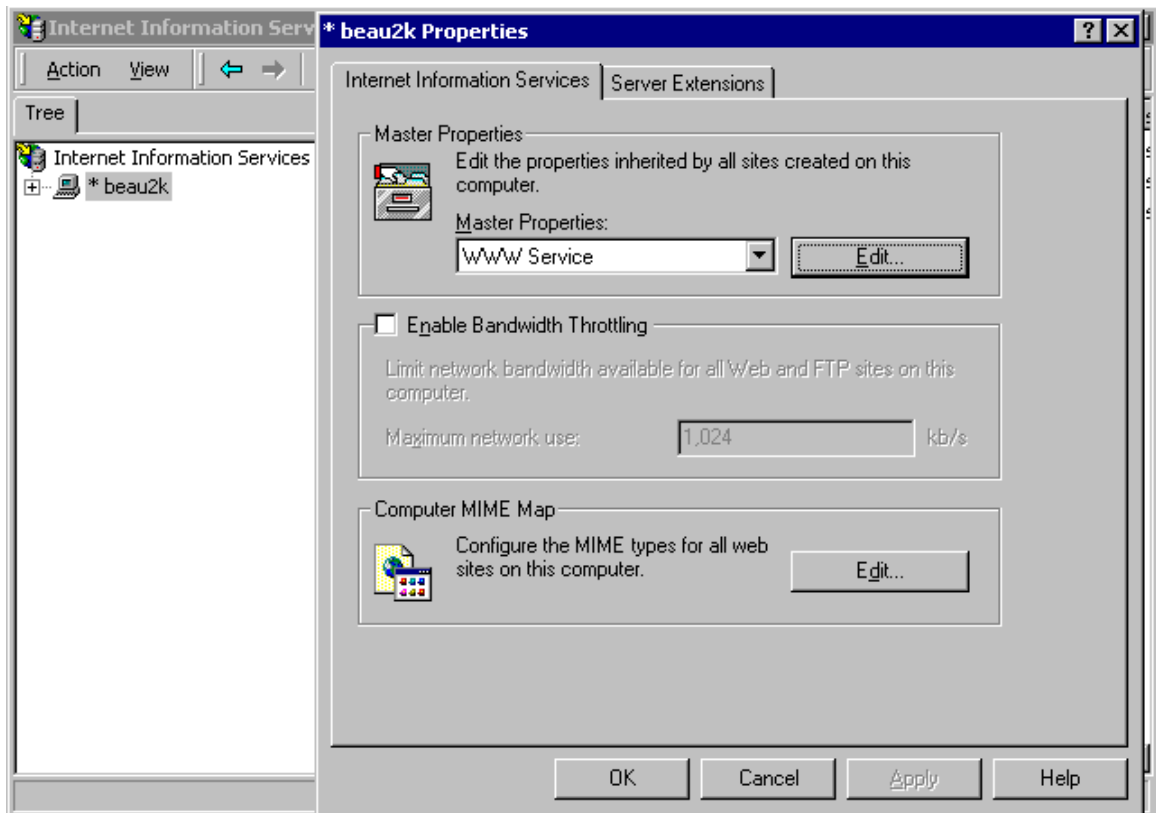 Internet Information Serv
* beau2k Properties
Action View
Internet Information Services
Server Extensions
Tree
Internet Information Services
* beau2k
Master Properties
Edit the properties inherited by all sites created on this
computer.
Master Properties:
WWW Service
Edit...
Enable Bandwidth Throttling
Limit network bandwidth available for all Web and FTP sites on this
computer.
Maximum network use:
1,024
kb/s
Computer MIME Map
Configure the MIME types for all web
sites on this computer.
Edit...
OK
Cancel
Apply
Help